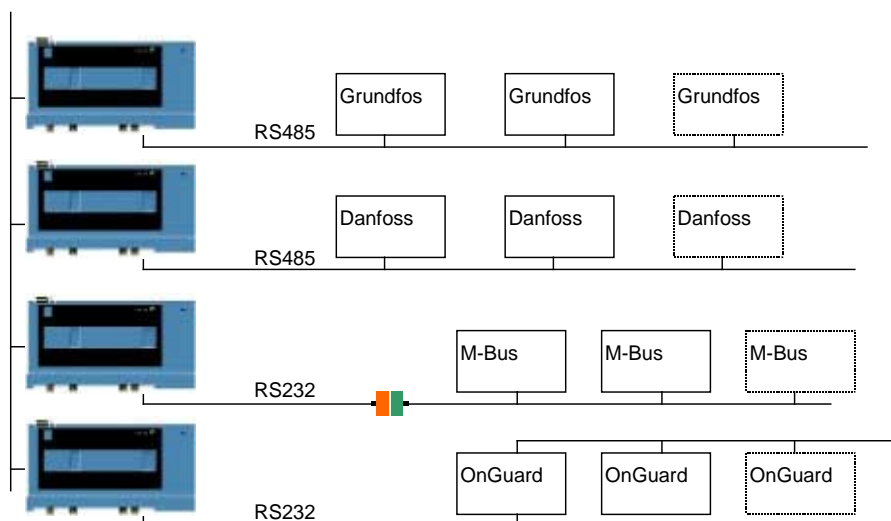 Grundfos Grundfos Grundfos
RS485
Danfoss Danfoss Danfoss
RS485
M-Bus M-Bus M-Bus
RS232
OnGuard OnGuard OnGuard
RS232